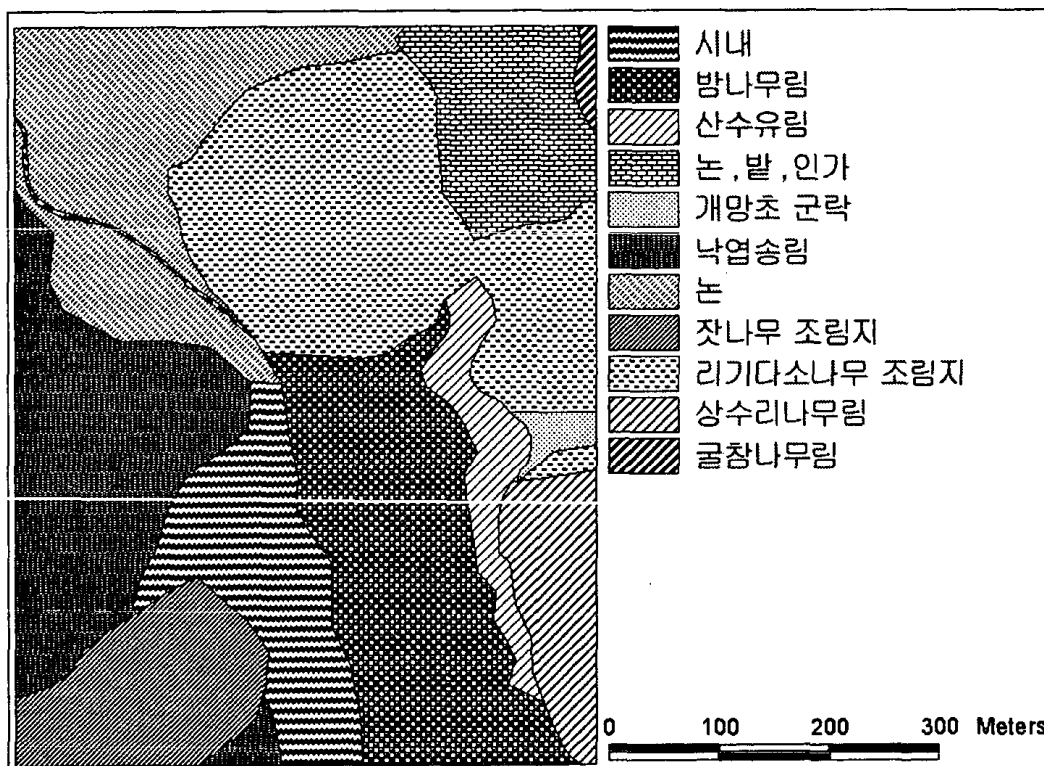 시내
방나무림
산수유림
논,밭,인가
개망초 군락
낙엽송림
논
잣나무 조림지
리기다소나무 조림지
상수리나무림
굴참나무림
0 100 200 300 Meters